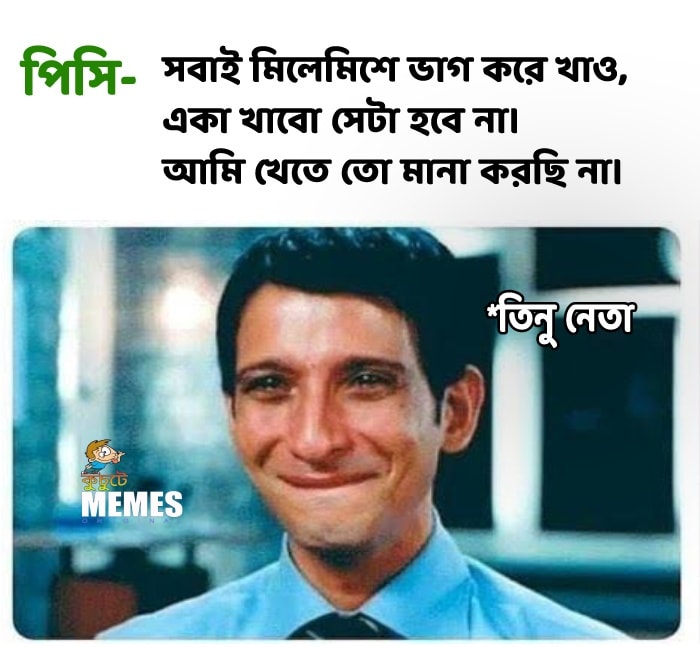 পিসি- সবাই মিলেমিশে ভাগ করে খাও,
একা খাবো সেটা হবে না।
আমি খেতে তো মানা করছি না।
*তিনু নেতা
কুচুটে
MEMES